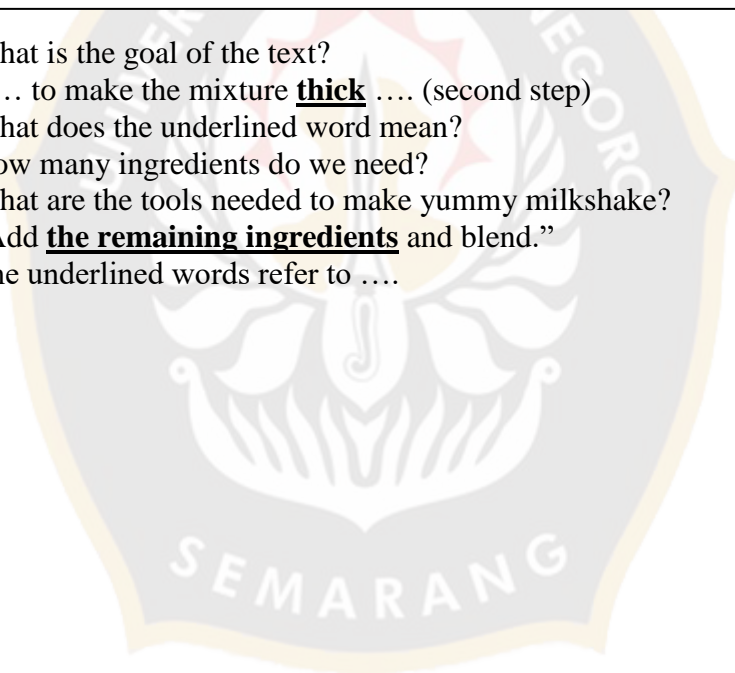 hat is the goal of the text?
… to make the mixture thick …. (second step)
hat does the underlined word mean?
ow many ingredients do we need?
hat are the tools needed to make yummy milkshake?
Add the remaining ingredients and blend.”
he underlined words refer to ….
NEGORO
SEMARANG